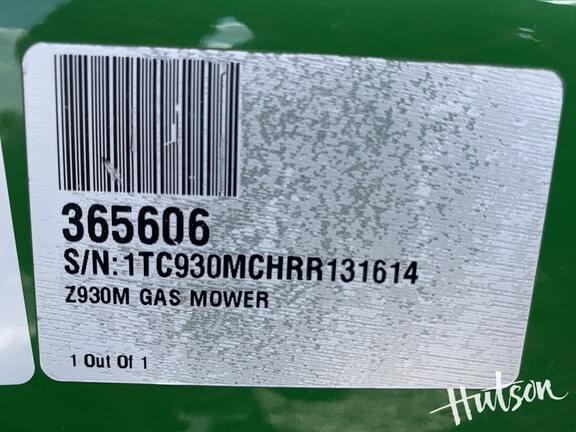 365606
S/N:1TC930MCHRR131614
Z930M GAS MOWER
1 Out Of 1
Hutson